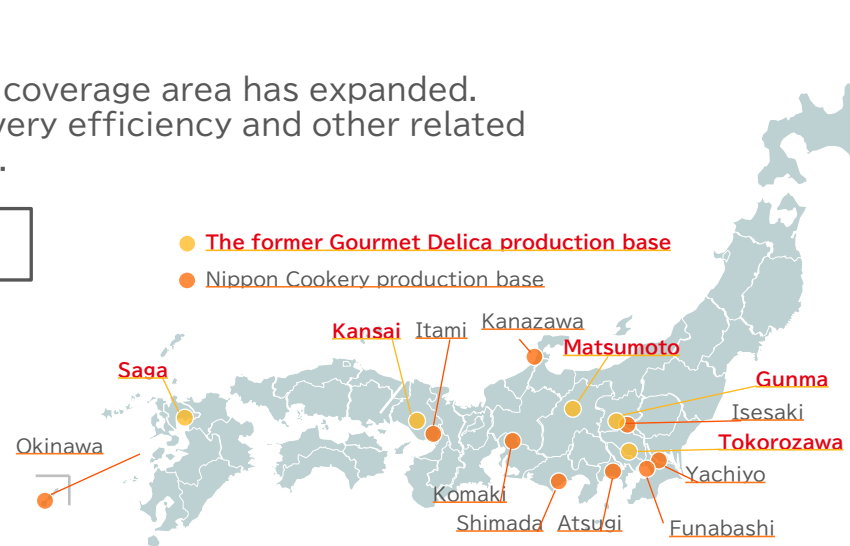 coverage area has expanded.
very efficiency and other related
.
The former Gourmet Delica production base
Nippon Cookery production base
Kanazawa
Kansai Itami
Matsumoto
Saga
Gunma
Isesaki
Okinawa
Tokorozawa
Yachiyo
Komaki
Shimada Atsugi
Funabashi